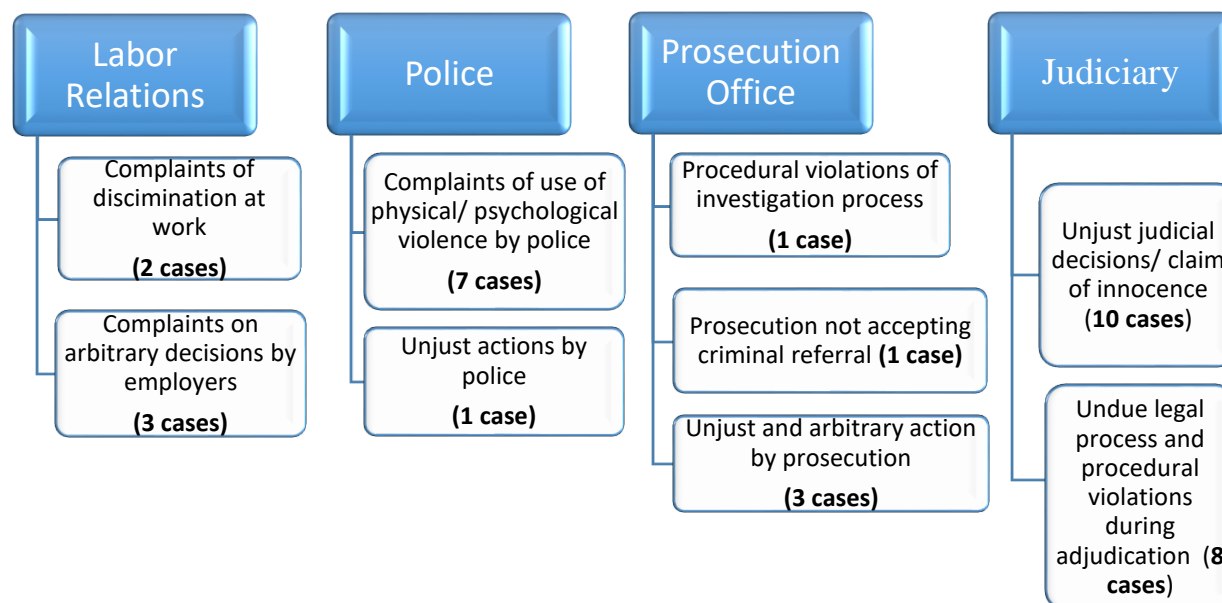 Labor
Relations
Complaints of
discimination at
work
(2 cases)
Complaints on
arbitrary decisions by
employers
(3 cases)
Police
Complaints of use of
physical/ psychological
violence by police
(7 cases)
Unjust actions by
police
(1 case)
Prosecution
Office
Procedural violations of
investigation process
(1 case)
Prosecution not accepting
criminal referral (1 case)
Unjust and arbitrary action
by prosecution
(3 cases)
Judiciary
Unjust judicial
decisions/ claim
of innocence
(10 cases)
Undue legal
process and
procedural
violations
during
adjudication (8
cases)